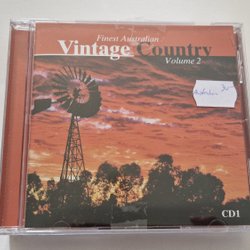 Finest Australian
Vintage Country
Volume 2
CD1